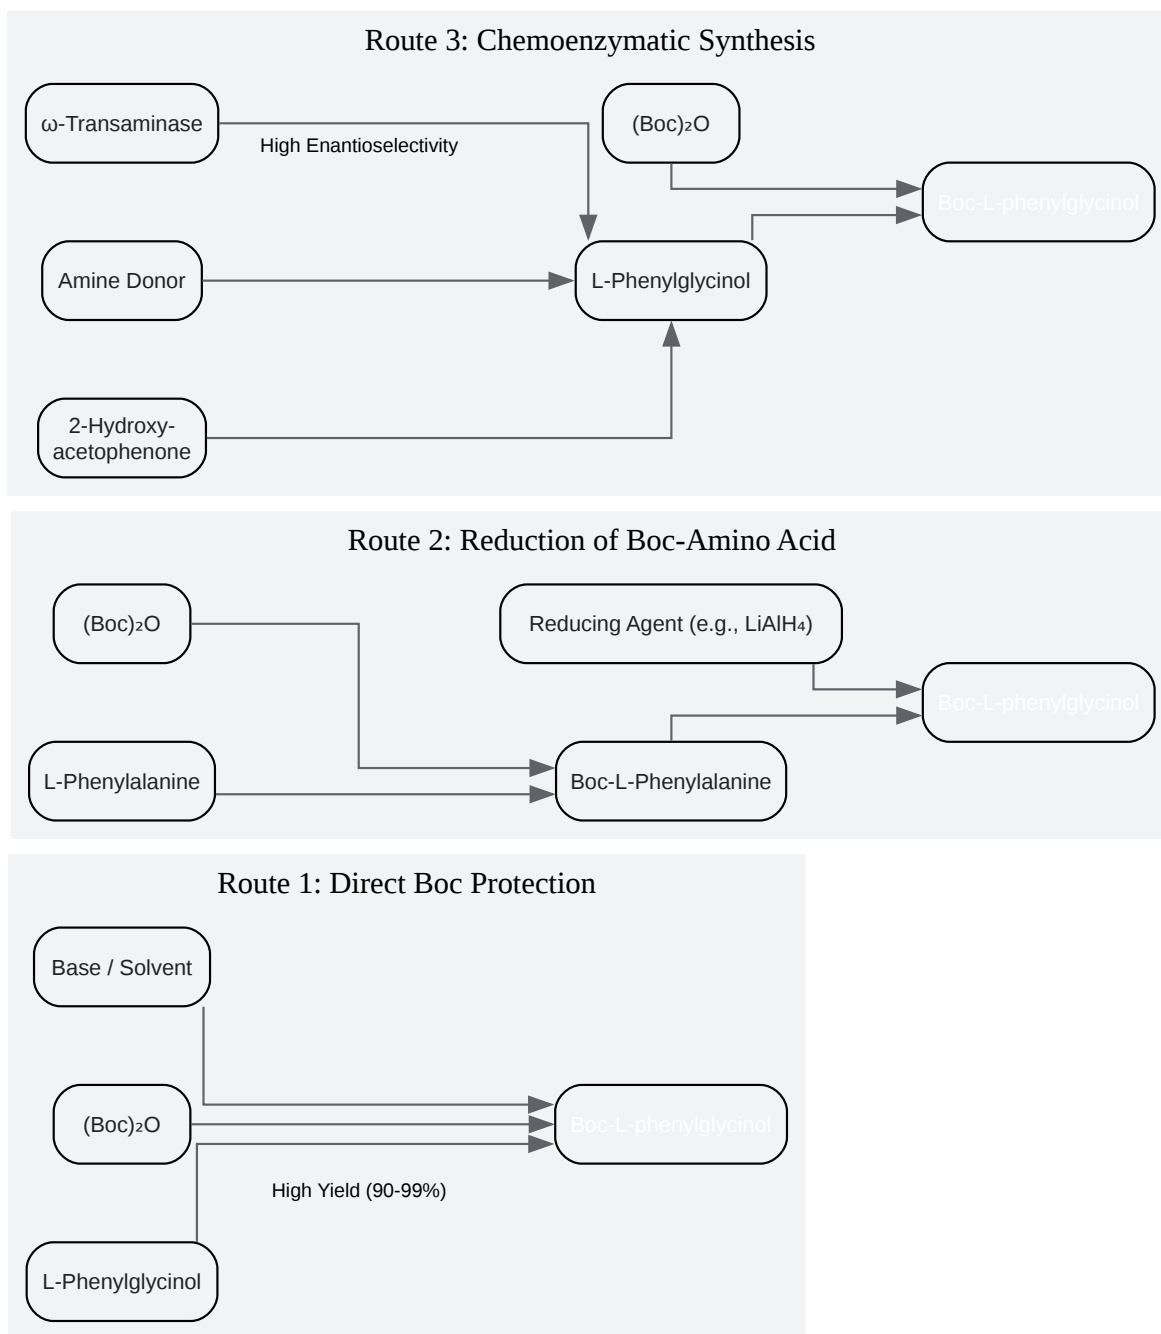 Route 3: Chemoenzymatic Synthesis
ω-Transaminase
(Boc)₂O
High Enantioselectivity
Boc-L-phenylglycinol
Amine Donor
L-Phenylglycinol
2-Hydroxy-
acetophenone
Route 2: Reduction of Boc-Amino Acid
(Boc)₂O
Reducing Agent (e.g., LiAlH₄)
Boc-L-phenylglycinol
L-Phenylalanine
Boc-L-Phenylalanine
Route 1: Direct Boc Protection
Base / Solvent
(Boc)₂O
Boc-L-phenylglycinol
High Yield (90-99%)
L-Phenylglycinol